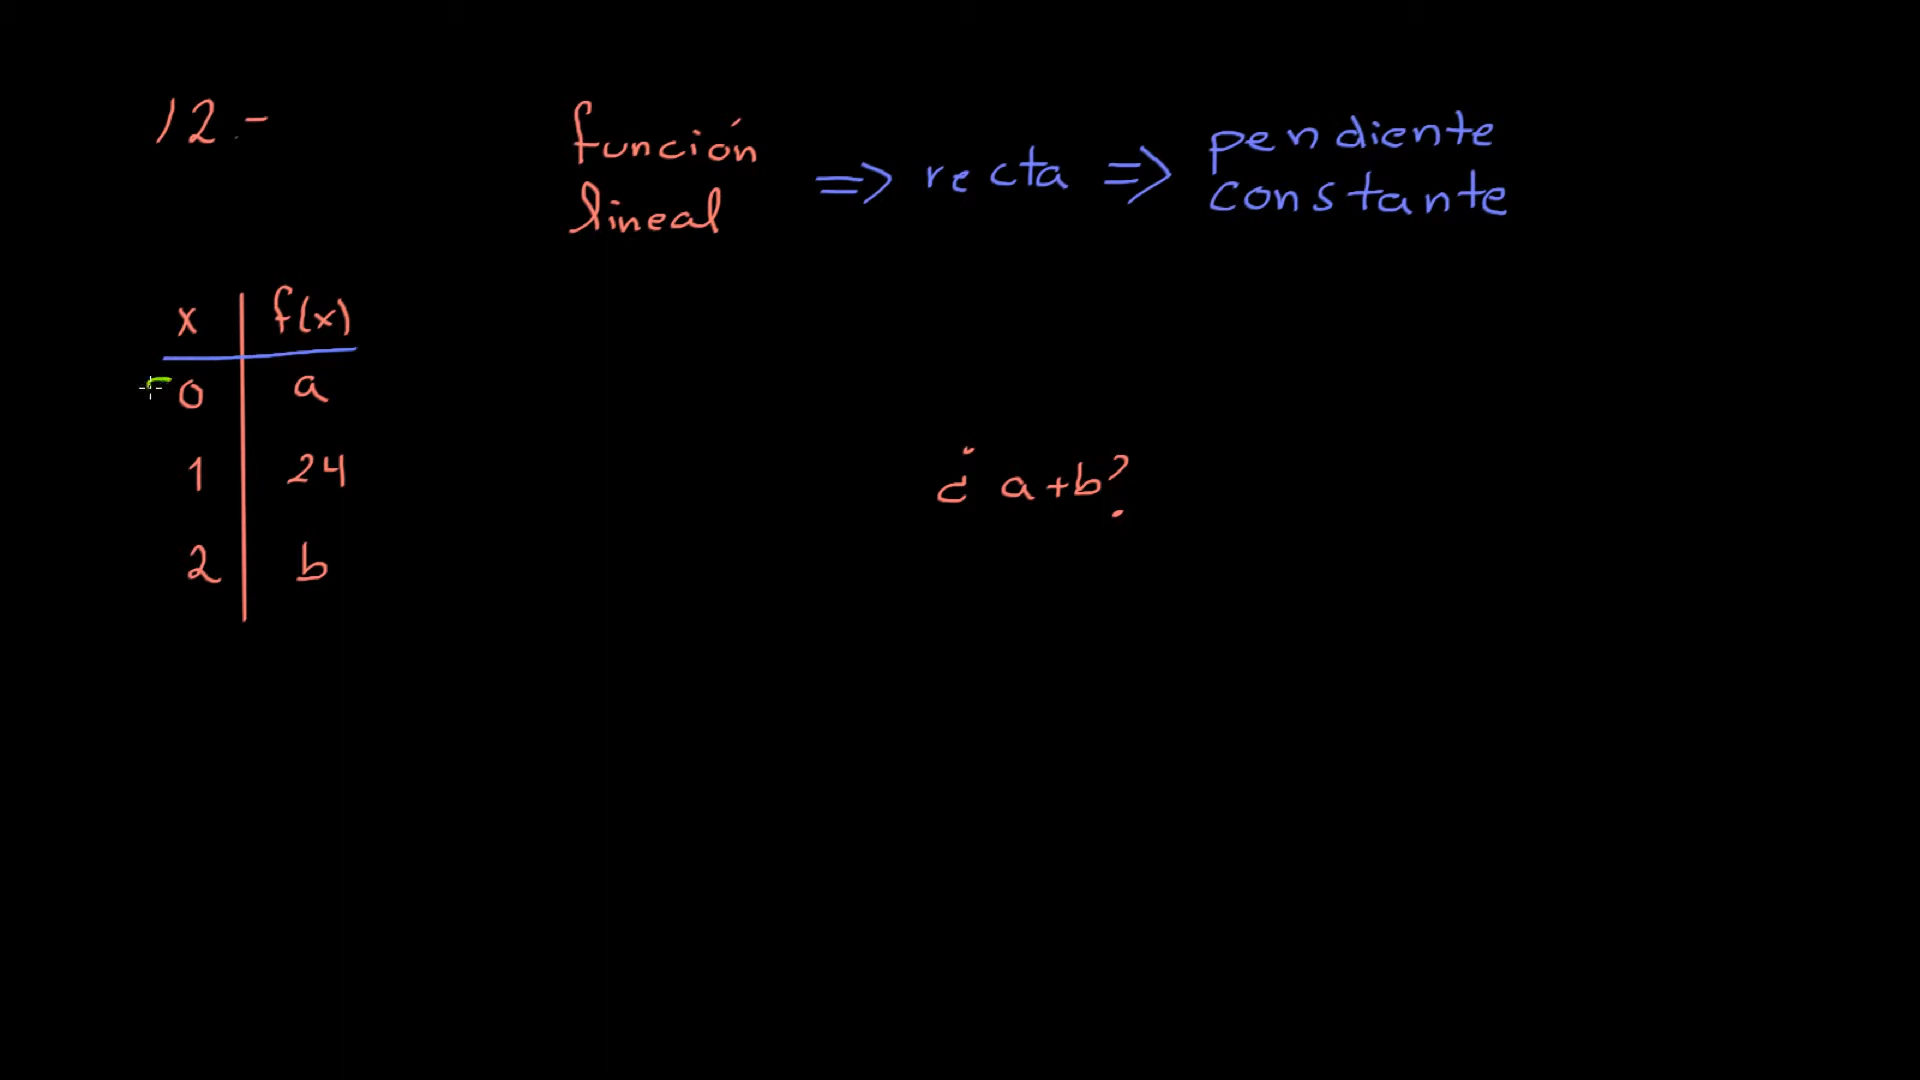 12.-
función
lineal
=> recta => pendiente
constante
x f(x)
0 a
1 24
2 b
¿ a+b?